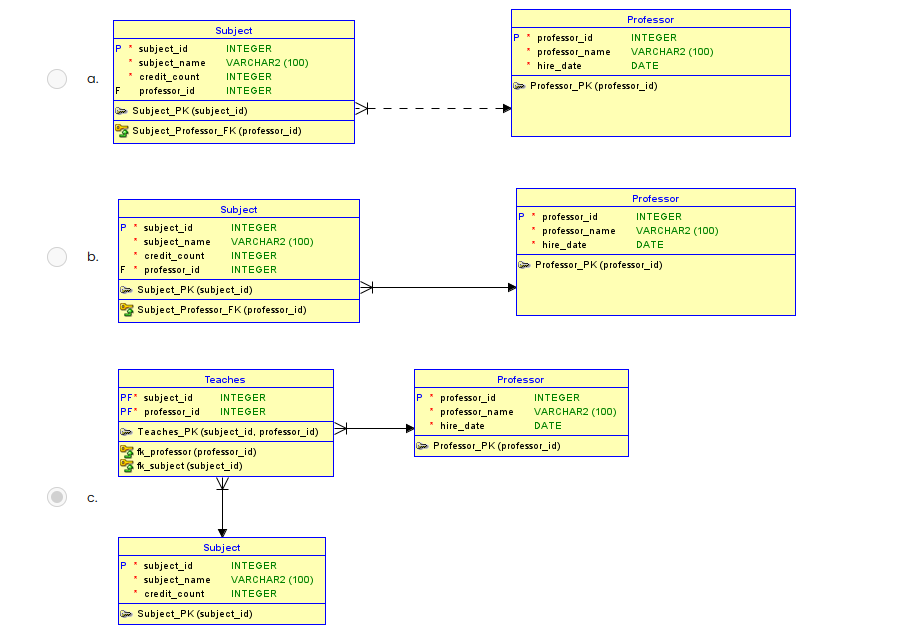 a.
Subject
P * subject_id INTEGER
* subject_name VARCHAR2 (100)
* credit_count INTEGER
F professor_id INTEGER
Subject_PK (subject_id)
Subject_Professor_FK (professor_id)
Professor
P * professor_id INTEGER
* professor_name VARCHAR2 (100)
* hire_date DATE
Professor_PK (professor_id)
b.
Subject
P * subject_id INTEGER
* subject_name VARCHAR2 (100)
* credit_count INTEGER
F * professor_id INTEGER
Subject_PK (subject_id)
Subject_Professor_FK (professor_id)
Professor
P * professor_id INTEGER
* professor_name VARCHAR2 (100)
* hire_date DATE
Professor_PK (professor_id)
c.
Teaches
PF* subject_id INTEGER
PF* professor_id INTEGER
Teaches_PK (subject_id, professor_id)
fk_professor (professor_id)
fk_subject (subject_id)
Professor
P * professor_id INTEGER
* professor_name VARCHAR2 (100)
* hire_date DATE
Professor_PK (professor_id)
Subject
P * subject_id INTEGER
* subject_name VARCHAR2 (100)
* credit_count INTEGER
Subject_PK (subject_id)